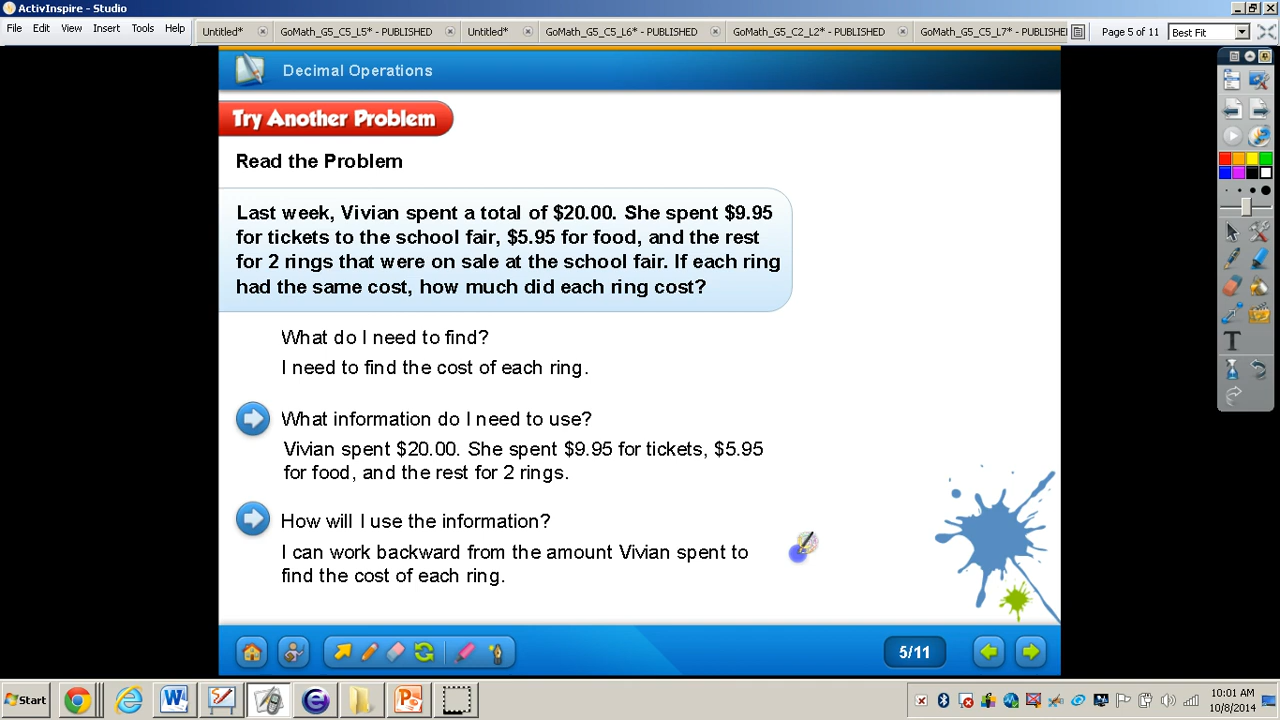 ActivInspire - Studio
File Edit View Insert Tools Help
Untitled* GoMath_G5_C5_L5* - PUBLISHED Untitled* GoMath_G5_C5_L6* - PUBLISHED GoMath_G5_C2_L2* - PUBLISHED GoMath_G5_C5_L7* - PUBLISHED Page 5 of 11 Best Fit
Decimal Operations
Try Another Problem
Read the Problem
Last week, Vivian spent a total of $20.00. She spent $9.95
for tickets to the school fair, $5.95 for food, and the rest
for 2 rings that were on sale at the school fair. If each ring
had the same cost, how much did each ring cost?
What do I need to find?
I need to find the cost of each ring.
What information do I need to use?
Vivian spent $20.00. She spent $9.95 for tickets, $5.95
for food, and the rest for 2 rings.
How will I use the information?
I can work backward from the amount Vivian spent to
find the cost of each ring.
5/11
Start
10:01 AM
10/8/2014